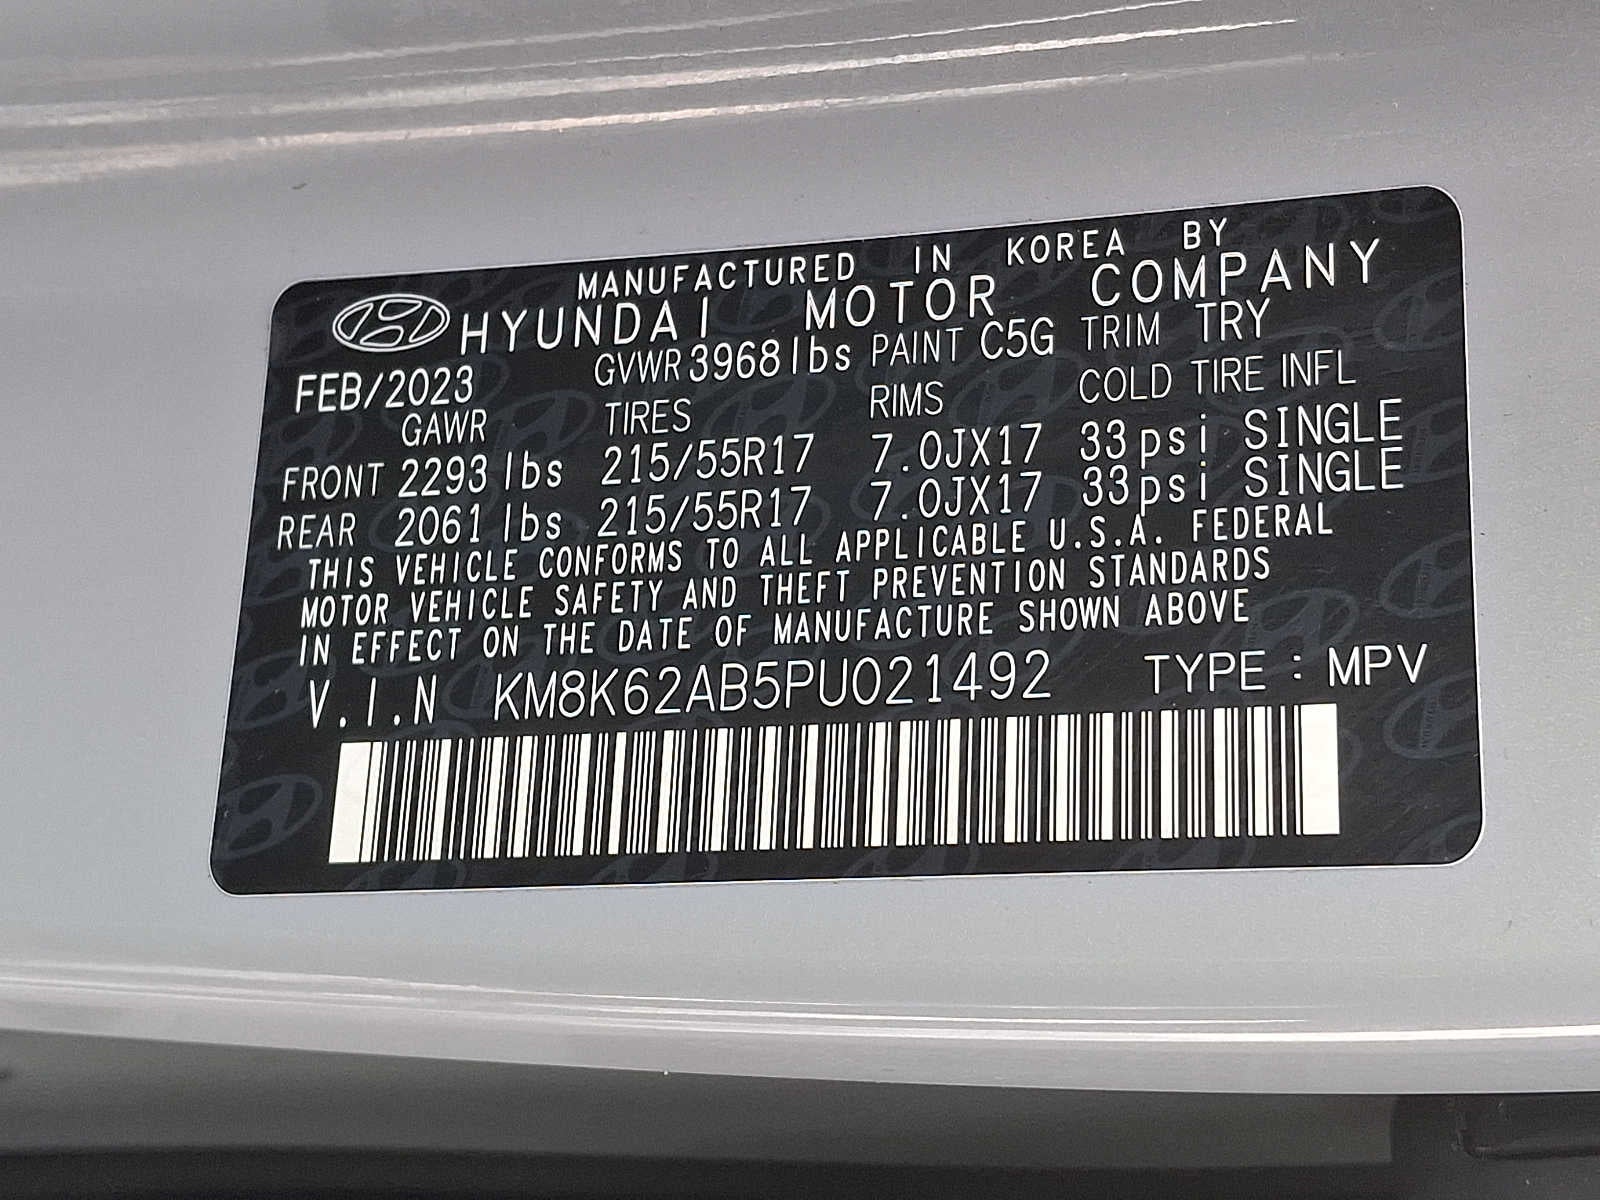 MANUFACTURED IN KOREA BY
HYUNDAI MOTOR COMPANY
FEB/2023 GVWR 3968lbs PAINT C5G TRIM TRY
GAWR TIRES RIMS COLD TIRE INFL
FRONT 2293 lbs 215/55R17 7.0JX17 33psi SINGLE
REAR 2061 lbs 215/55R17 7.0JX17 33psi SINGLE
THIS VEHICLE CONFORMS TO ALL APPLICABLE U.S.A. FEDERAL
MOTOR VEHICLE SAFETY AND THEFT PREVENTION STANDARDS
IN EFFECT ON THE DATE OF MANUFACTURE SHOWN ABOVE
V.I.N KM8K62AB5PU021492 TYPE : MPV